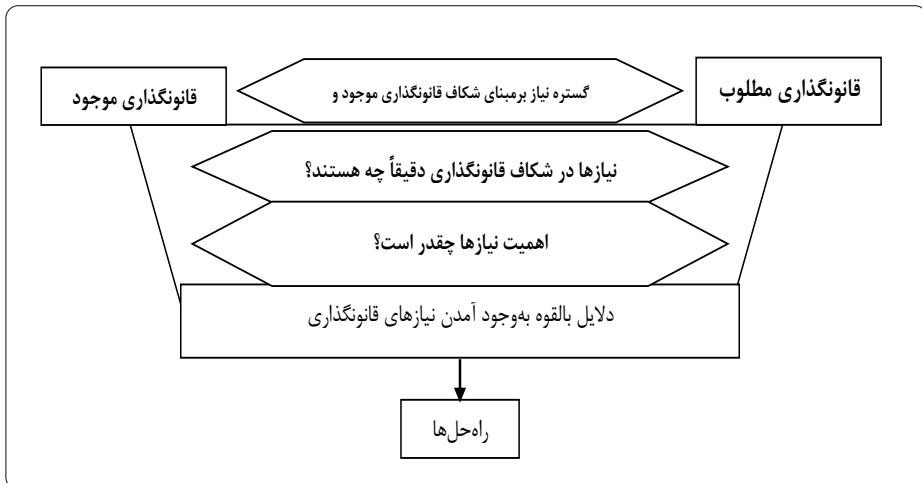 قانونگذاری مطلوب
گستره نیاز برمبنای شکاف قانونگذاری موجود و
قانونگذاری موجود
نیازها در شکاف قانونگذاری دقیقاً چه هستند؟
اهمیت نیازها چقدر است؟
دلایل بالقوه به‌وجود آمدن نیازهای قانونگذاری
راه‌حل‌ها